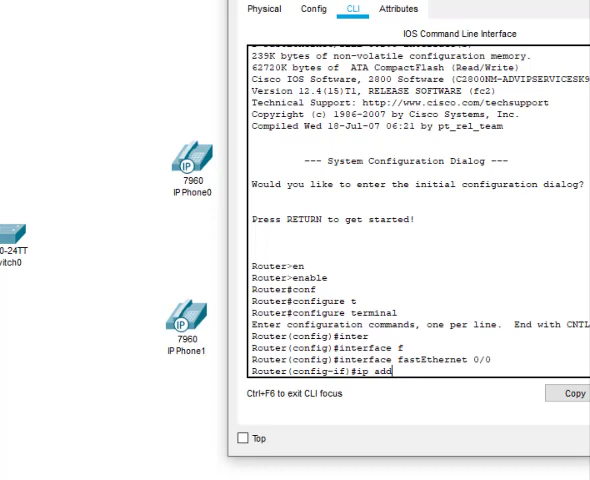 Physical Config CLI Attributes
IOS Command Line Interface
239K bytes of non-volatile configuration memory.
62720K bytes of ATA CompactFlash (Read/Write)
Cisco IOS Software, 2800 Software (C2800NM-ADVIPSERVICESK9
Version 12.4(15)T1, RELEASE SOFTWARE (fc2)
Technical Support: http://www.cisco.com/techsupport
Copyright (c) 1986-2007 by Cisco Systems, Inc.
Compiled Wed 18-Jul-07 06:21 by pt_rel_team
--- System Configuration Dialog ---
Would you like to enter the initial configuration dialog?
Press RETURN to get started!
Router>en
Router>enable
Router#conf
Router#configure t
Router#configure terminal
Enter configuration commands, one per line. End with CNTL
Router(config)#inter
Router(config)#interface f
Router(config)#interface fastEthernet 0/0
Router(config-if)#ip add
Ctrl+F6 to exit CLI focus
Copy
Top
IP
7960
IP Phone0
0-24TT
witch0
IP
7960
IP Phone1